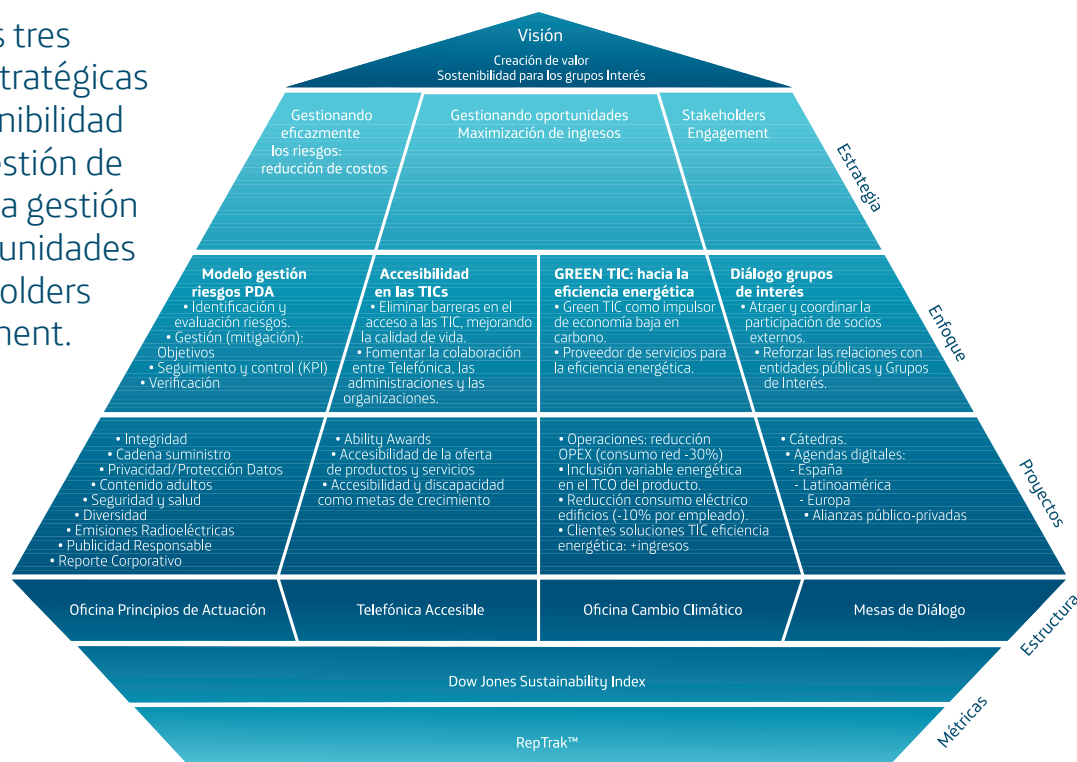 s tres
tratégicas
nibilidad
estión de
a gestión
unidades
olders
ment.
Visión
Creación de valor
Sostenibilidad para los grupos Interés
Gestionando
eficazmente
los riesgos:
reducción de costos
Gestionando oportunidades
Maximización de ingresos
Stakeholders
Engagement
Estrategia
Modelo gestión
riesgos PDA
• Identificación y
evaluación riesgos.
• Gestión (mitigación):
Objetivos
• Seguimiento y control (KPI)
• Verificación
Accesibilidad
en las TICs
• Eliminar barreras en el
acceso a las TIC, mejorando
la calidad de vida.
• Fomentar la colaboración
entre Telefónica, las
administraciones y las
organizaciones.
GREEN TIC: hacia la
eficiencia energética
• Green TIC como impulsor
de economía baja en
carbono.
• Proveedor de servicios para
la eficiencia energética.
Diálogo grupos
de interés
• Atraer y coordinar la
participación de socios
externos.
• Reforzar las relaciones con
entidades públicas y Grupos
de Interés.
Enfoque
• Integridad
• Cadena suministro
• Privacidad/Protección Datos
• Contenido adultos
• Seguridad y salud
• Diversidad
• Emisiones Radioeléctricas
• Publicidad Responsable
• Reporte Corporativo
• Ability Awards
• Accesibilidad de la oferta
de productos y servicios
• Accesibilidad y discapacidad
como metas de crecimiento
• Operaciones: reducción
OPEX (consumo red -30%)
• Inclusión variable energética
en el TCO del producto.
• Reducción consumo eléctrico
edificios (-10% por empleado).
• Clientes soluciones TIC eficiencia
energética: +ingresos
• Cátedras.
• Agendas digitales:
- España
- Latinoamérica
- Europa
• Alianzas público-privadas
Proyectos
Oficina Principios de Actuación
Telefónica Accesible
Oficina Cambio Climático
Mesas de Diálogo
Estructura
Dow Jones Sustainability Index
RepTrak™
Métricas